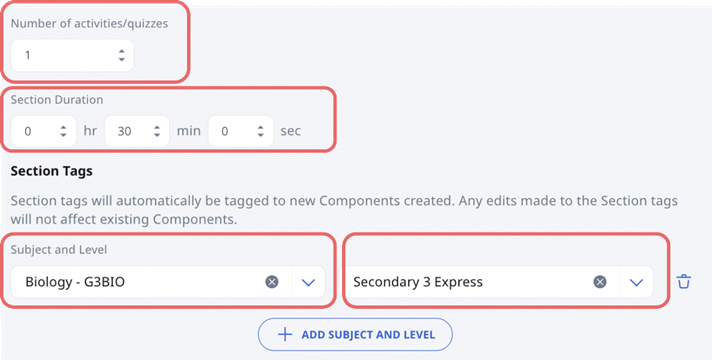 Number of activities/quizzes
1
Section Duration
0 hr 30 min 0 sec
Section Tags
Section tags will automatically be tagged to new Components created. Any edits made to the Section tags
will not affect existing Components.
Subject and Level
Biology - G3BIO Secondary 3 Express
ADD SUBJECT AND LEVEL